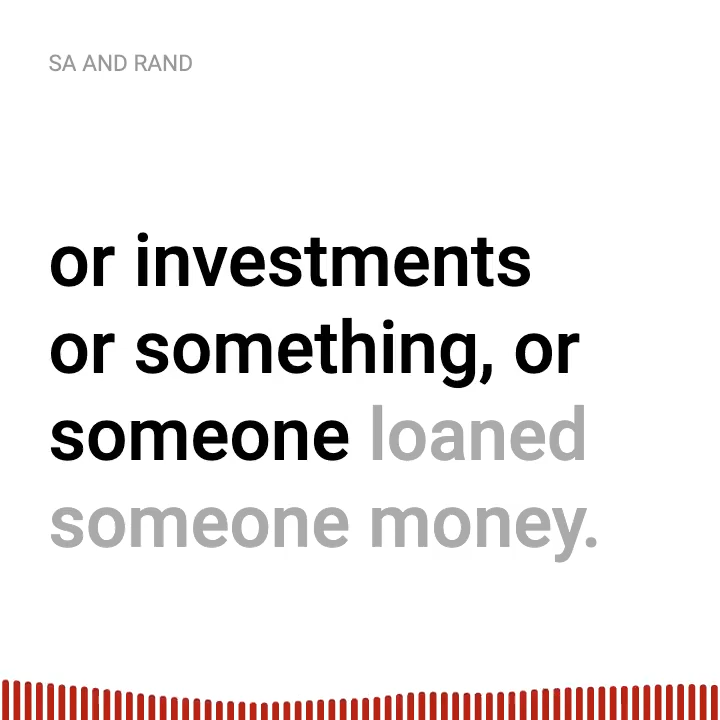 SA AND RAND
or investments
or something, or
someone loaned
someone money.